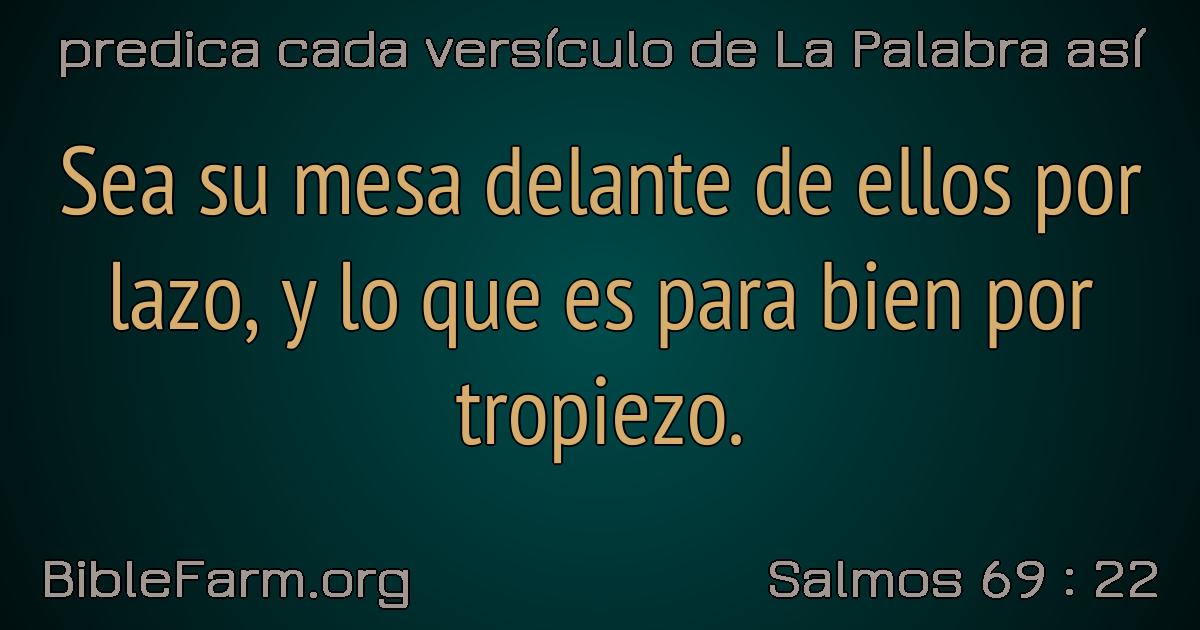 predica cada versículo de La Palabra así
Sea su mesa delante de ellos por
lazo, y lo que es para bien por
tropiezo.
BibleFarm.org
Salmos 69 : 22